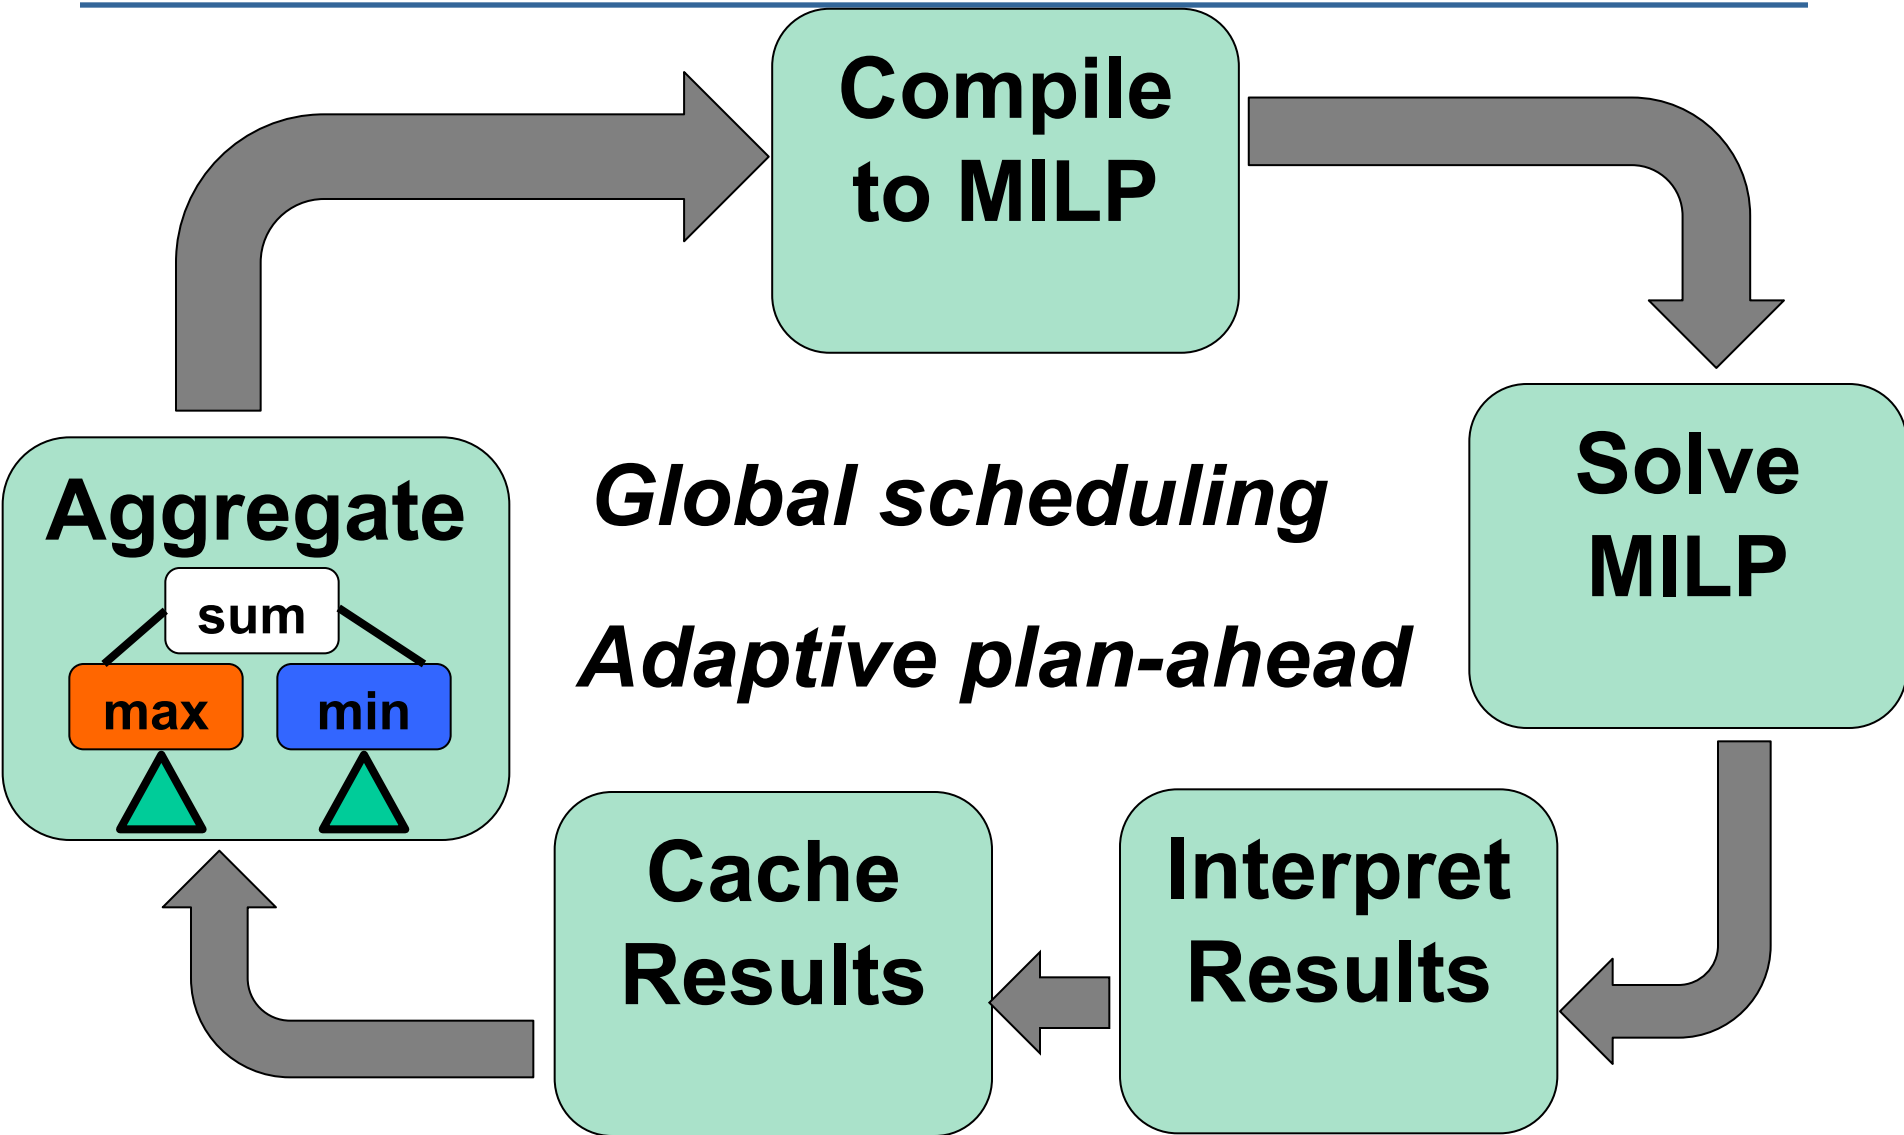 Compile
to MILP
Solve
MILP
Aggregate
sum
max
min
Global scheduling
Adaptive plan-ahead
Cache
Results
Interpret
Results